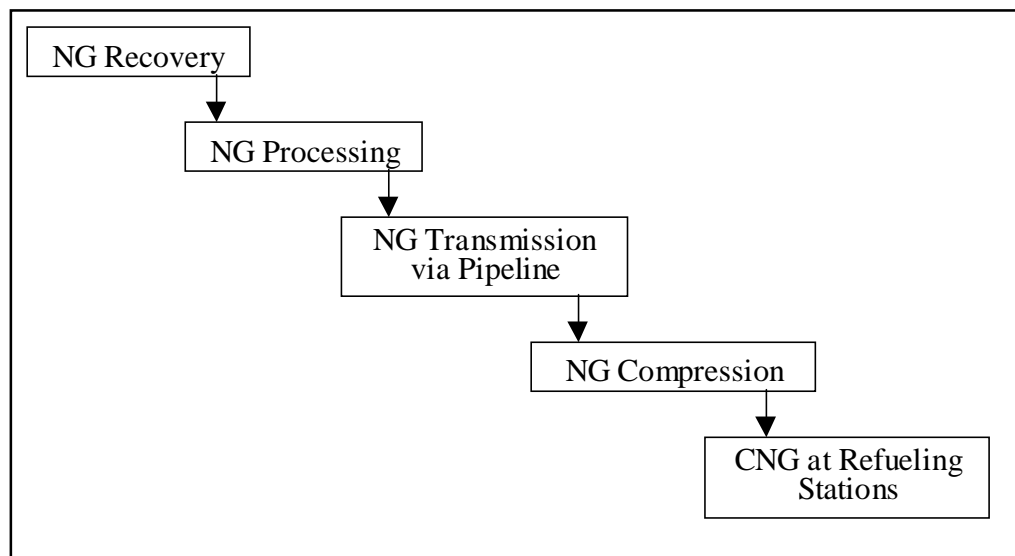 NG Recovery
NG Processing
NG Transmission
via Pipeline
NG Compression
CNG at Refueling
Stations